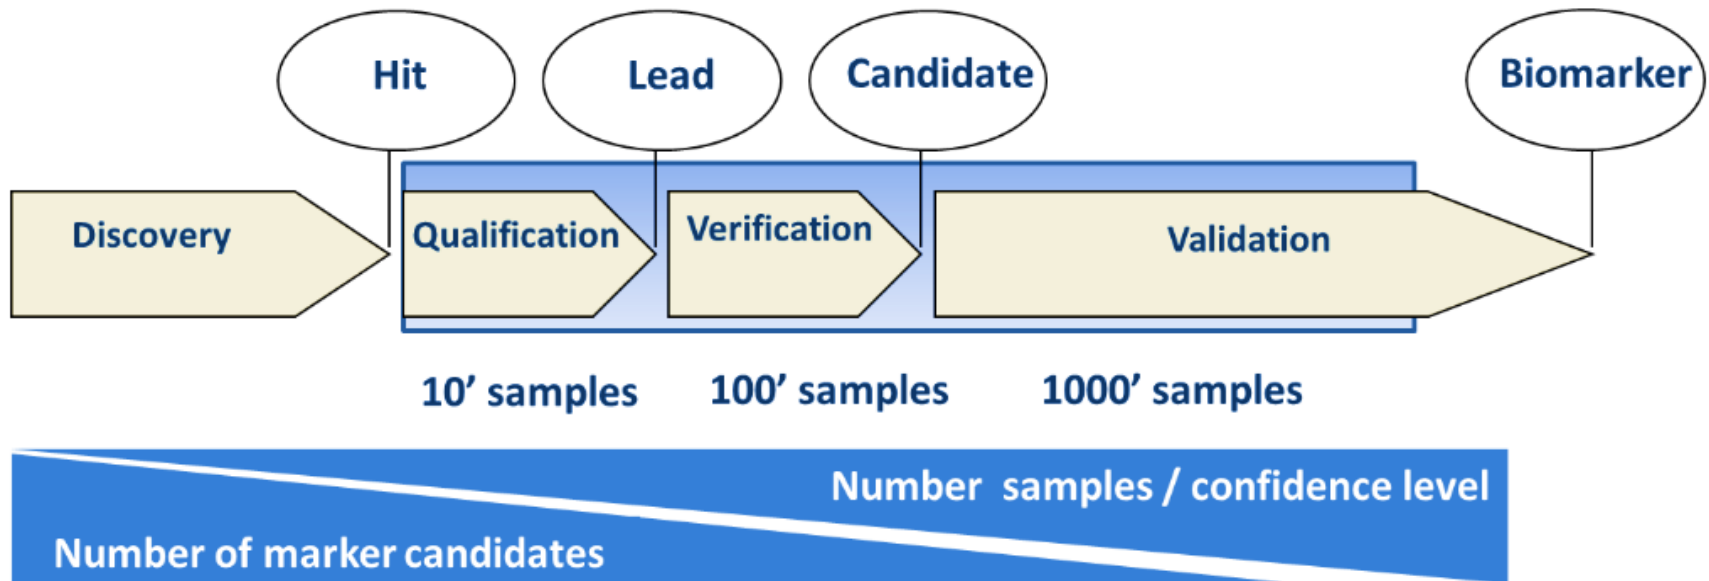 Hit
Lead
Candidate
Biomarker
Discovery
Qualification
Verification
Validation
10’ samples
100’ samples
1000’ samples
Number samples / confidence level
Number of marker candidates